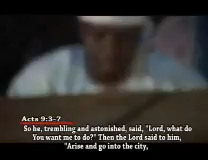 Acts 9:3-7
So he, trembling and astonished, said, "Lord, what do
You want me to do?" Then the Lord said to him,
"Arise and go into the city,